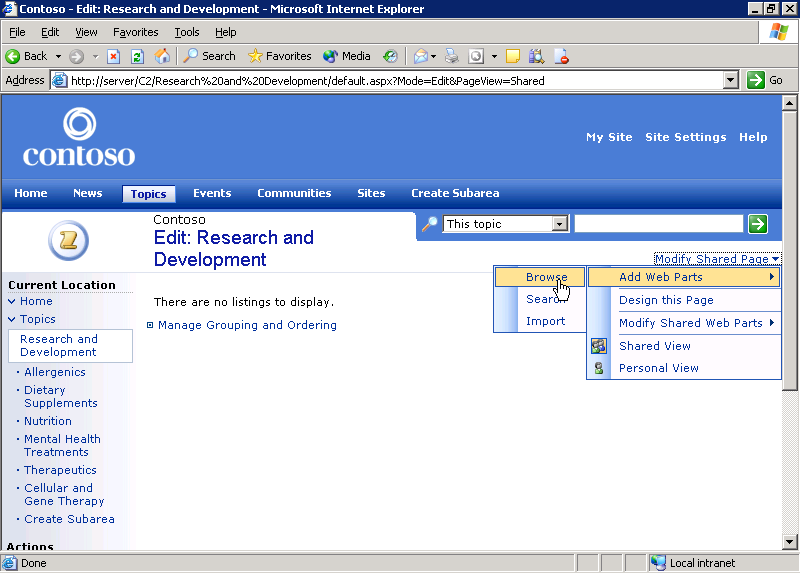 Contoso - Edit: Research and Development - Microsoft Internet Explorer
File Edit View Favorites Tools Help
Back Search Favorites Media
Address http://server/C2/Research%20and%20Development/default.aspx?Mode=Edit&PageView=Shared Go
contoso
My Site Site Settings Help
Home News Topics Events Communities Sites Create Subarea
Contoso
Edit: Research and
Development
This topic
Modify Shared Page
Browse
Search
Import
Add Web Parts
Design this Page
Modify Shared Web Parts
Shared View
Personal View
There are no listings to display.
Manage Grouping and Ordering
Current Location
Home
Topics
Research and
Development
Allergenics
Dietary
Supplements
Nutrition
Mental Health
Treatments
Therapeutics
Cellular and
Gene Therapy
Create Subarea
Actions
Done Local intranet